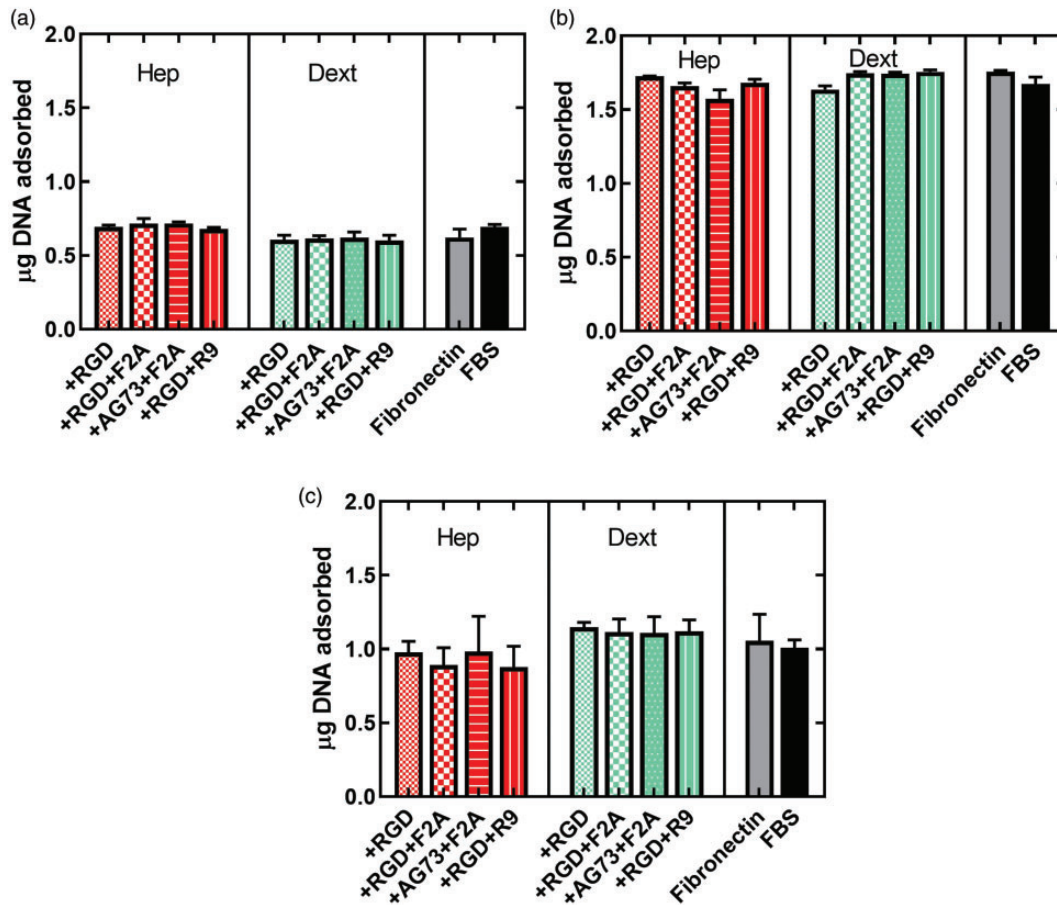 (a)
2.0
1.5
1.0
0.5
0.0
µg DNA adsorbed
Hep
Dext
+RGD
+RGD+F2A
+AG73+F2A
+RGD+R9
+RGD
+RGD+F2A
+AG73+F2A
+RGD+R9
Fibronectin
FBS
(b)
2.0
1.5
1.0
0.5
0.0
µg DNA adsorbed
Hep
Dext
+RGD
+RGD+F2A
+AG73+F2A
+RGD+R9
+RGD
+RGD+F2A
+AG73+F2A
+RGD+R9
Fibronectin
FBS
(c)
2.0
1.5
1.0
0.5
0.0
µg DNA adsorbed
Hep
Dext
+RGD
+RGD+F2A
+AG73+F2A
+RGD+R9
+RGD
+RGD+F2A
+AG73+F2A
+RGD+R9
Fibronectin
FBS